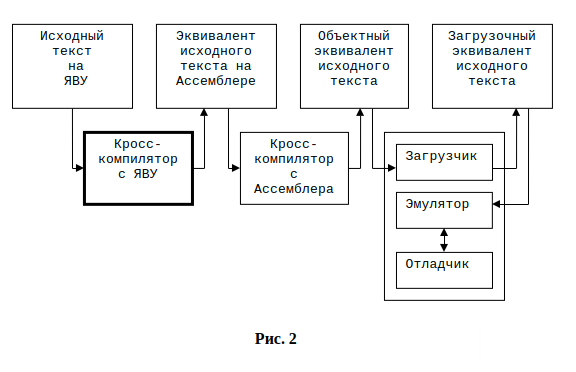 Исходный
текст
на
ЯВУ
Эквивалент
исходного
текста на
Ассемблере
Объектный
эквивалент
исходного
текста
Загрузочный
эквивалент
исходного
текста
Кросс-
компилятор
с ЯВУ
Кросс-
компилятор
с
Ассемблера
Загрузчик
Эмулятор
Отладчик
Рис. 2